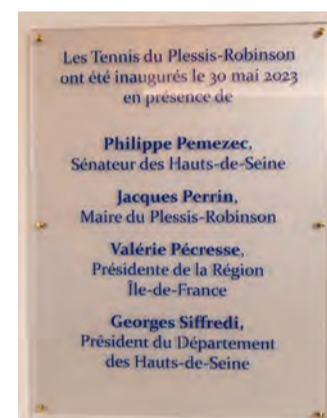 Les Tennis du Plessis-Robinson
ont été inaugurés le 30 mai 2023
en présence de
Philippe Pemezec,
Sénateur des Hauts-de-Seine
Jacques Perrin,
Maire du Plessis-Robinson
Valérie Pécresse,
Présidente de la Région
Île-de-France
Georges Siffredi,
Président du Département
des Hauts-de-Seine